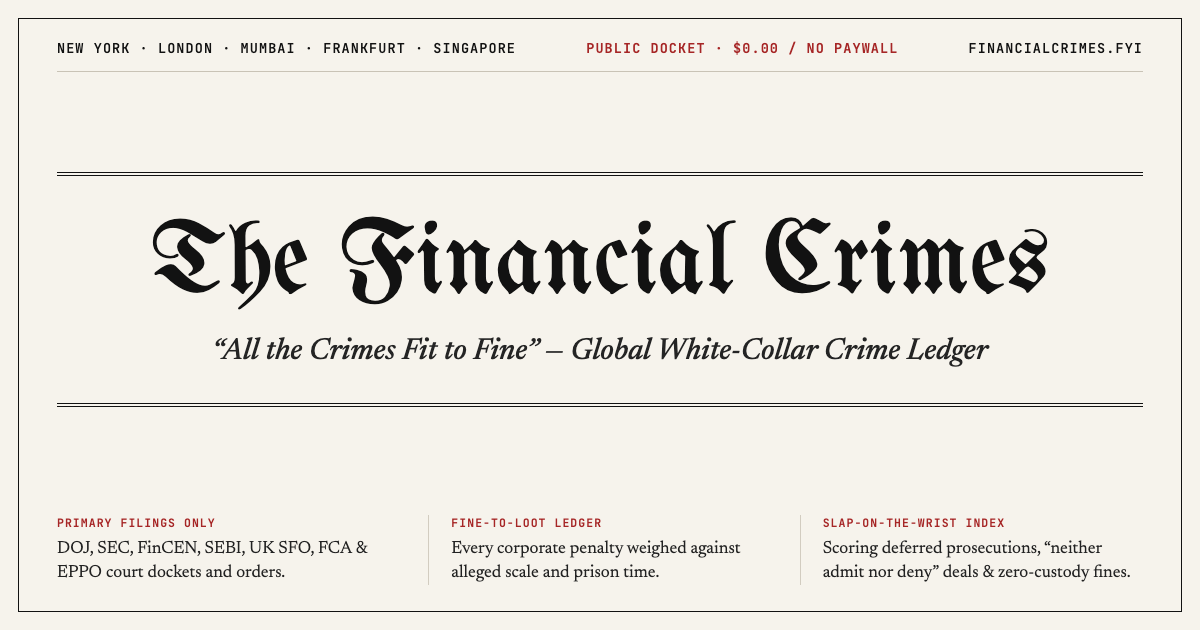 NEW YORK · LONDON · MUMBAI · FRANKFURT · SINGAPORE
PUBLIC DOCKET · $0.00 / NO PAYWALL
FINANCIALCRIMES.FYI
The Financial Crimes
“All the Crimes Fit to Fine” — Global White-Collar Crime Ledger
PRIMARY FILINGS ONLY
DOJ, SEC, FinCEN, SEBI, UK SFO, FCA &
EPPO court dockets and orders.
FINE-TO-LOOT LEDGER
Every corporate penalty weighed against
alleged scale and prison time.
SLAP-ON-THE-WRIST INDEX
Scoring deferred prosecutions, “neither
admit nor deny” deals & zero-custody fines.